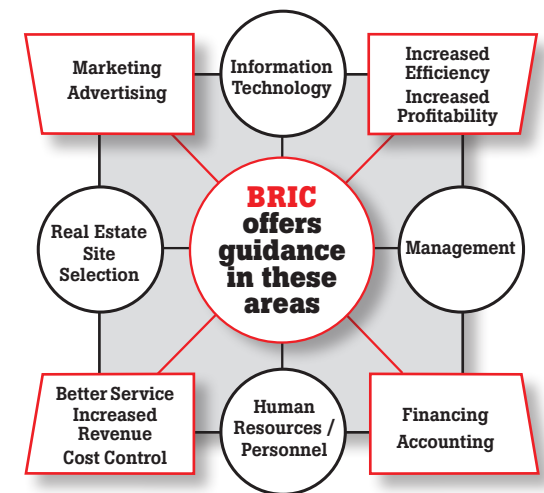 Marketing
Advertising
Information
Technology
Increased
Efficiency
Increased
Profitability
Real Estate
Site
Selection
BRIC
offers
guidance
in these
areas
Management
Better Service
Increased
Revenue
Cost Control
Human
Resources /
Personnel
Financing
Accounting